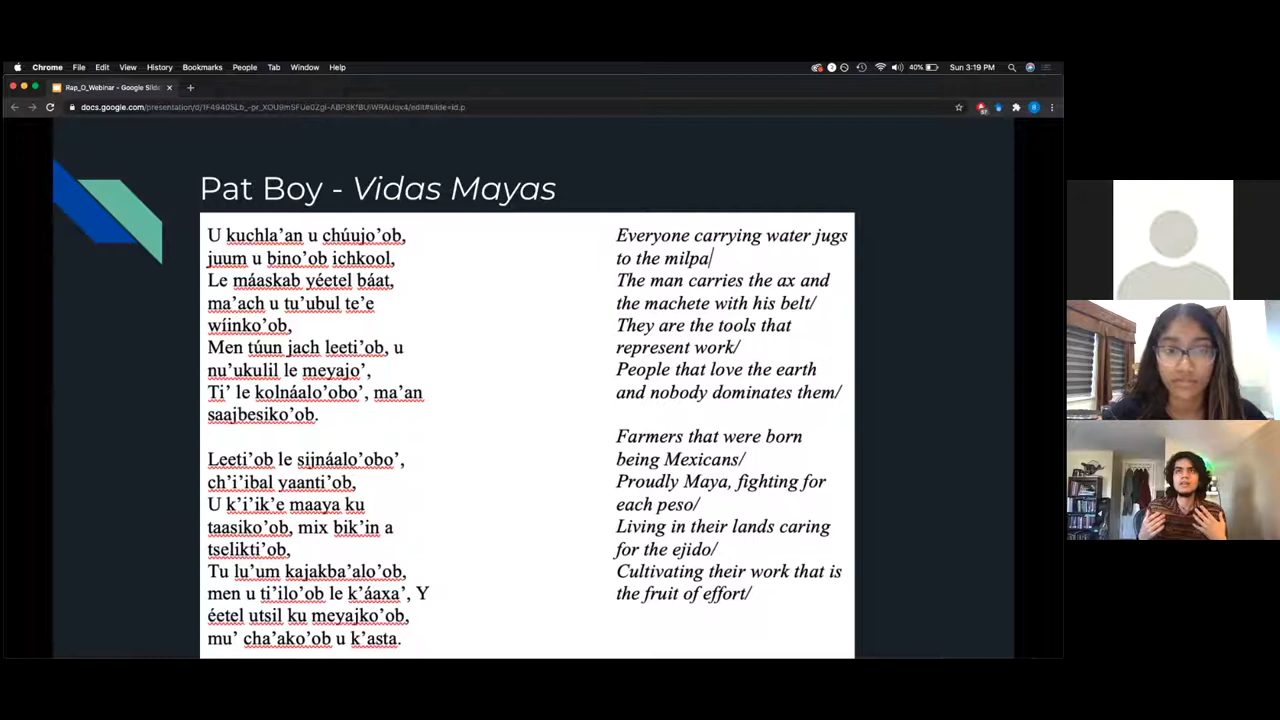 Chrome File Edit View History Bookmarks People Tab Window Help
40% Sun 3:19 PM
Rap_O_Webinar - Google Slide
Pat Boy - Vidas Mayas
U kuchla’an u chúujo’ob,
juum u bino’ob ichkool,
Le máaskab yéetel báat,
ma’ach u tu’ubul te’e
wíinko’ob,
Men túun jach leeti’ob, u
nu’ukulil le meyajo’,
Ti’ le kolnáalo’obo’, ma’an
saajbesiko’ob.
Leeti’ob le sijnáalo’obo’,
ch’i’ibal yaanti’ob,
U k’i’ik’e maaya ku
taasiko’ob, mix bik’in a
tselikti’ob,
Tu lu’um kajakba’alo’ob,
men u ti’ilo’ob le k’áaxa’, Y
éetel utsil ku meyajko’ob,
mu’ cha’ako’ob u k’asta.
Everyone carrying water jugs
to the milpa/
The man carries the ax and
the machete with his belt/
They are the tools that
represent work/
People that love the earth
and nobody dominates them/
Farmers that were born
being Mexicans/
Proudly Maya, fighting for
each peso/
Living in their lands caring
for the ejido/
Cultivating their work that is
the fruit of effort/